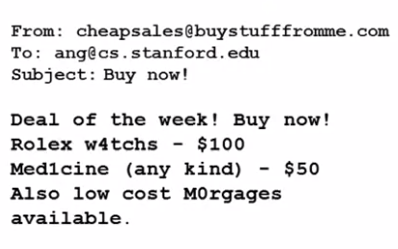 From: cheapsales@buystufffromme.com
To: ang@cs.stanford.edu
Subject: Buy now!
Deal of the week! Buy now!
Rolex w4tchs - $100
Med1cine (any kind) - $50
Also low cost M0rgages
available.